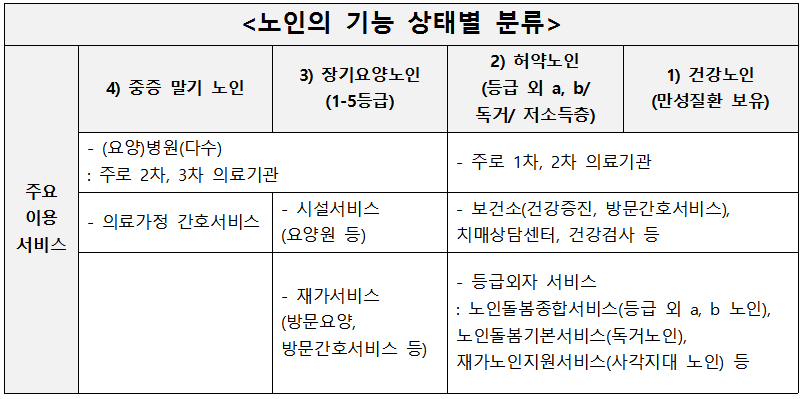 <노인의 기능 상태별 분류>
4) 중증 말기 노인
3) 장기요양노인
(1-5등급)
2) 허약노인
(등급 외 a, b/
독거/ 저소득층)
1) 건강노인
(만성질환 보유)
주요
이용
서비스
- (요양)병원(다수)
: 주로 2차, 3차 의료기관
- 주로 1차, 2차 의료기관
- 의료가정 간호서비스
- 시설서비스
(요양원 등)
- 보건소(건강증진, 방문간호서비스),
치매상담센터, 건강검사 등
- 재가서비스
(방문요양,
방문간호서비스 등)
- 등급외자 서비스
: 노인돌봄종합서비스(등급 외 a, b 노인),
노인돌봄기본서비스(독거노인),
재가노인지원서비스(사각지대 노인) 등